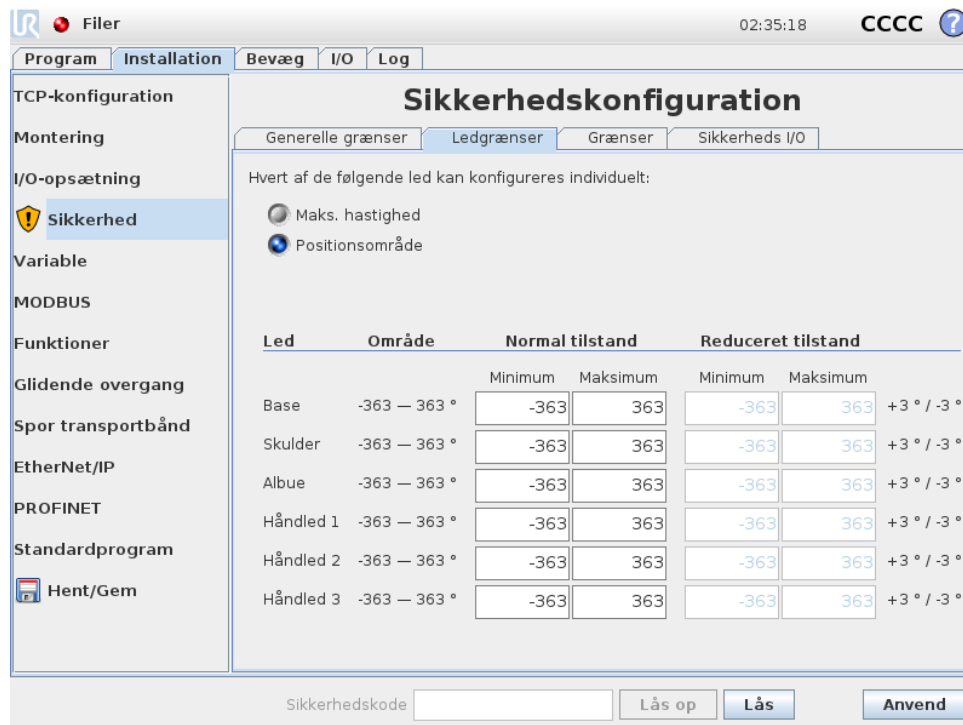 UR Filer 02:35:18 CCCC ?
Program Installation Bevæg I/O Log
TCP-konfiguration
Montering
I/O-opsætning
Sikkerhed
Variable
MODBUS
Funktioner
Glidende overgang
Spor transportbånd
EtherNet/IP
PROFINET
Standardprogram
Hent/Gem
Sikkerhedskonfiguration
Generelle grænser Ledgrænser Grænser Sikkerheds I/O
Hvert af de følgende led kan konfigureres individuelt:
Maks. hastighed
Positionsområde
Led Område Normal tilstand Reduceret tilstand
Minimum Maksimum Minimum Maksimum
Base -363 — 363 ° -363 363 -363 363 +3 ° / -3 °
Skulder -363 — 363 ° -363 363 -363 363 +3 ° / -3 °
Albue -363 — 363 ° -363 363 -363 363 +3 ° / -3 °
Håndled 1 -363 — 363 ° -363 363 -363 363 +3 ° / -3 °
Håndled 2 -363 — 363 ° -363 363 -363 363 +3 ° / -3 °
Håndled 3 -363 — 363 ° -363 363 -363 363 +3 ° / -3 °
Sikkerhedskode Lås op Lås Anvend